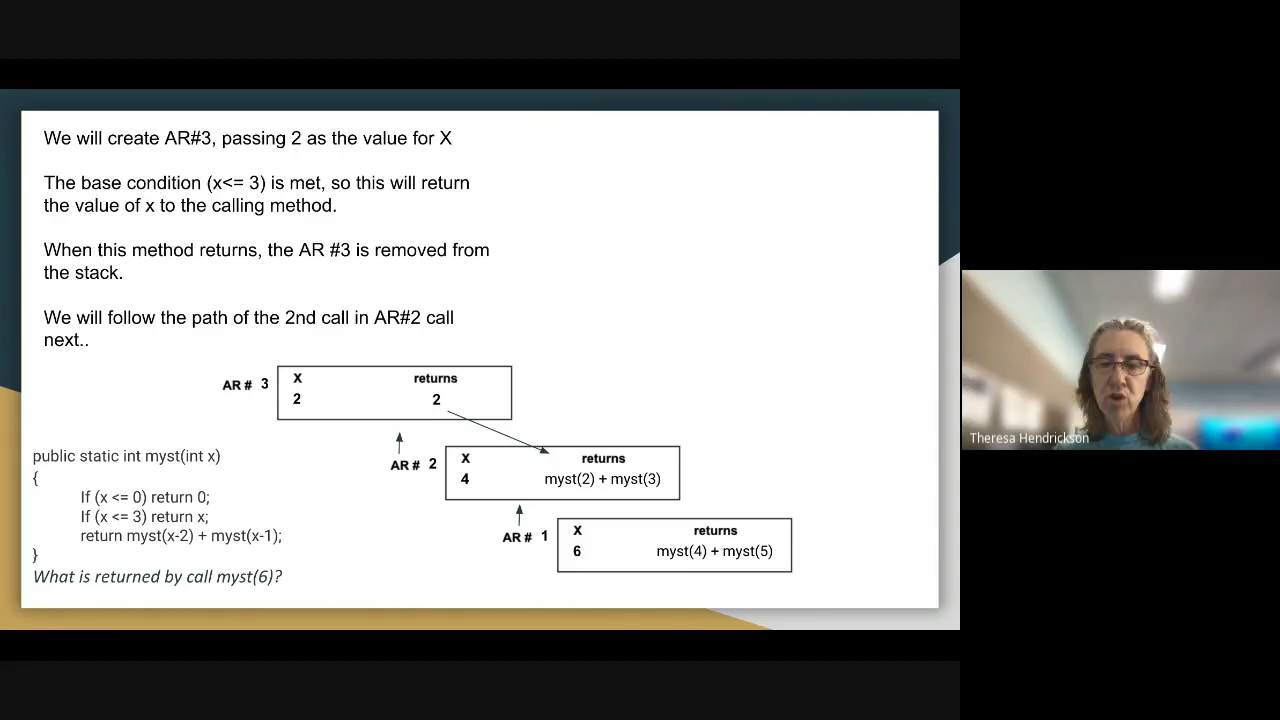 We will create AR#3, passing 2 as the value for X
The base condition (x<= 3) is met, so this will return
the value of x to the calling method.
When this method returns, the AR #3 is removed from
the stack.
We will follow the path of the 2nd call in AR#2 call
next..
AR # 3
X returns
2 2
AR # 2
X returns
4 myst(2) + myst(3)
AR # 1
X returns
6 myst(4) + myst(5)
public static int myst(int x)
{
If (x <= 0) return 0;
If (x <= 3) return x;
return myst(x-2) + myst(x-1);
}
What is returned by call myst(6)?
Theresa Hendrickson